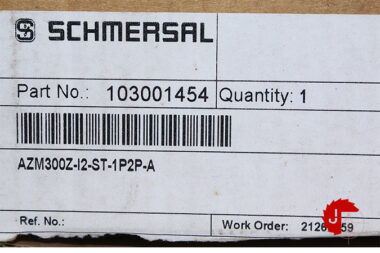 SCHMERSAL
Part No.: 103001454 Quantity: 1
AZM300Z-I2-ST-1P2P-A
Ref. No.: Work Order: